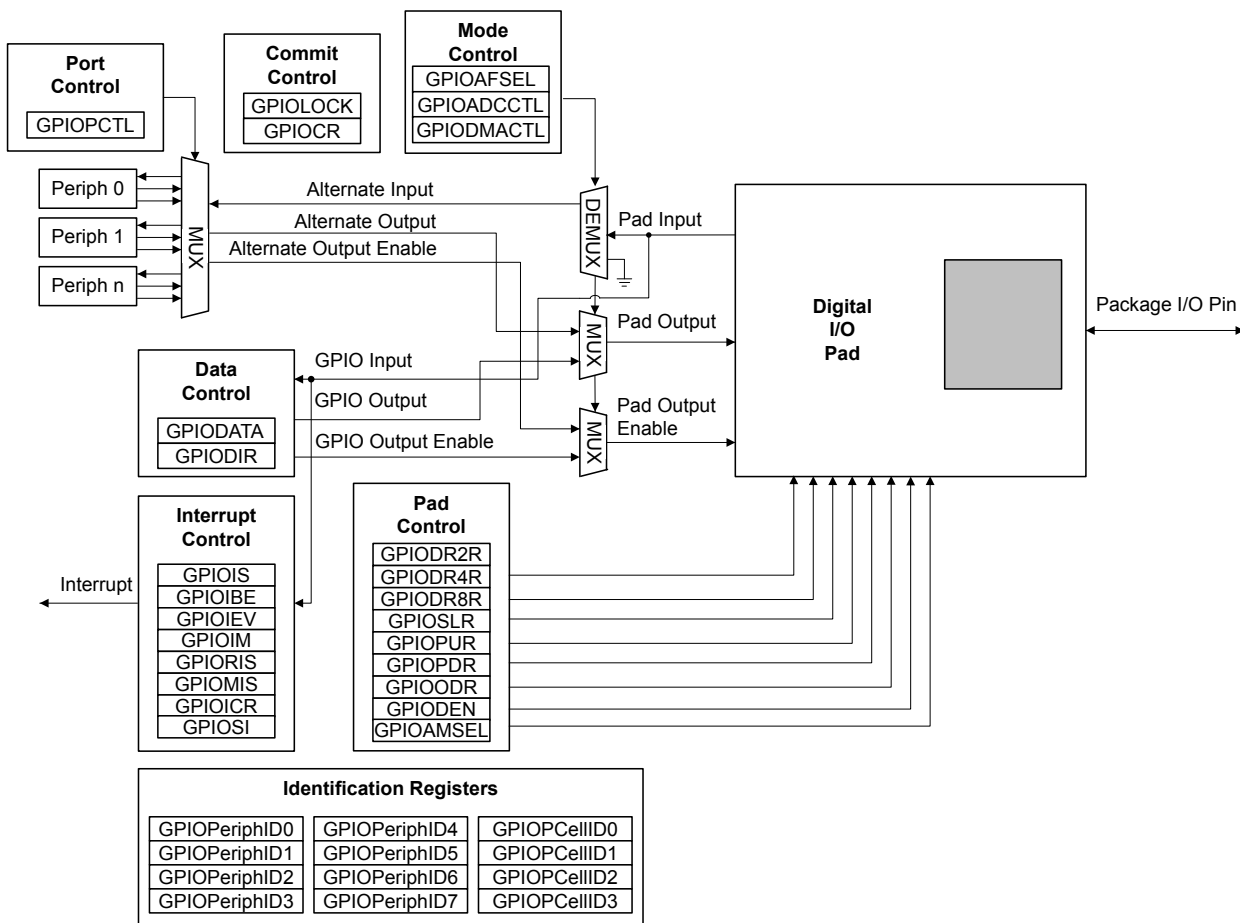 Port
Control
GPIOPCTL
Commit
Control
GPIOLOCK
GPIOCR
Mode
Control
GPIOAFSEL
GPIOADCCTL
GPIODMACTL
Periph 0
Periph 1
Periph n
MUX
Alternate Input
Alternate Output
Alternate Output Enable
DEMUX
Pad Input
MUX
Pad Output
MUX
Pad Output
Enable
Digital
I/O
Pad
Package I/O Pin
Data
Control
GPIODATA
GPIODIR
GPIO Input
GPIO Output
GPIO Output Enable
Interrupt
Control
GPIOIS
GPIOIBE
GPIOIEV
GPIOIM
GPIORIS
GPIOMIS
GPIOICR
GPIOSI
Interrupt
Pad
Control
GPIODR2R
GPIODR4R
GPIODR8R
GPIOSLR
GPIOPUR
GPIOPDR
GPIOODR
GPIODEN
GPIOAMSEL
Identification Registers
GPIOPeriphID0
GPIOPeriphID1
GPIOPeriphID2
GPIOPeriphID3
GPIOPeriphID4
GPIOPeriphID5
GPIOPeriphID6
GPIOPeriphID7
GPIOPCellID0
GPIOPCellID1
GPIOPCellID2
GPIOPCellID3